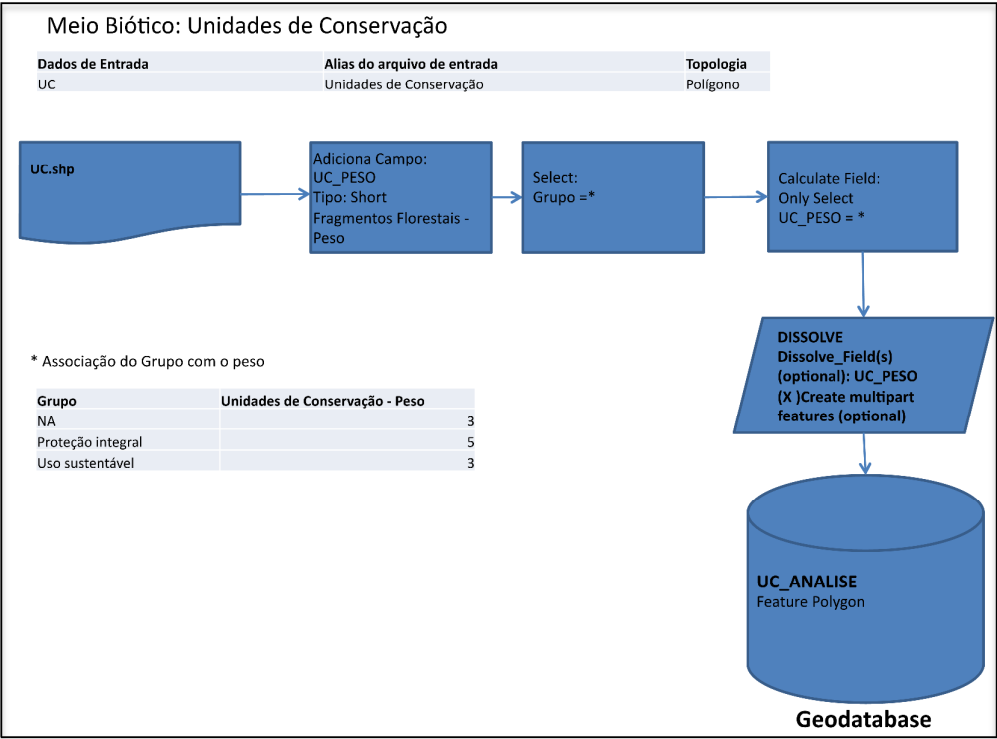 Meio Biótico: Unidades de Conservação
Dados de Entrada Alias do arquivo de entrada Topologia
UC Unidades de Conservação Polígono
UC.shp
Adiciona Campo:
UC_PESO
Tipo: Short
Fragmentos Florestais -
Peso
Select:
Grupo =*
Calculate Field:
Only Select
UC_PESO = *
DISSOLVE
Dissolve_Field(s)
(optional): UC_PESO
(X )Create multipart
features (optional)
* Associação do Grupo com o peso
Grupo Unidades de Conservação - Peso
NA 3
Proteção integral 5
Uso sustentável 3
UC_ANALISE
Feature Polygon
Geodatabase